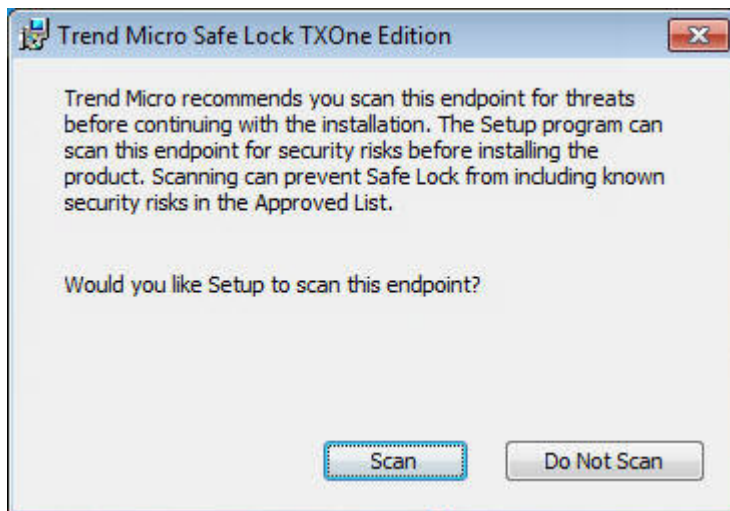 Trend Micro Safe Lock TXOne Edition
Trend Micro recommends you scan this endpoint for threats
before continuing with the installation. The Setup program can
scan this endpoint for security risks before installing the
product. Scanning can prevent Safe Lock from including known
security risks in the Approved List.
Would you like Setup to scan this endpoint?
Scan
Do Not Scan